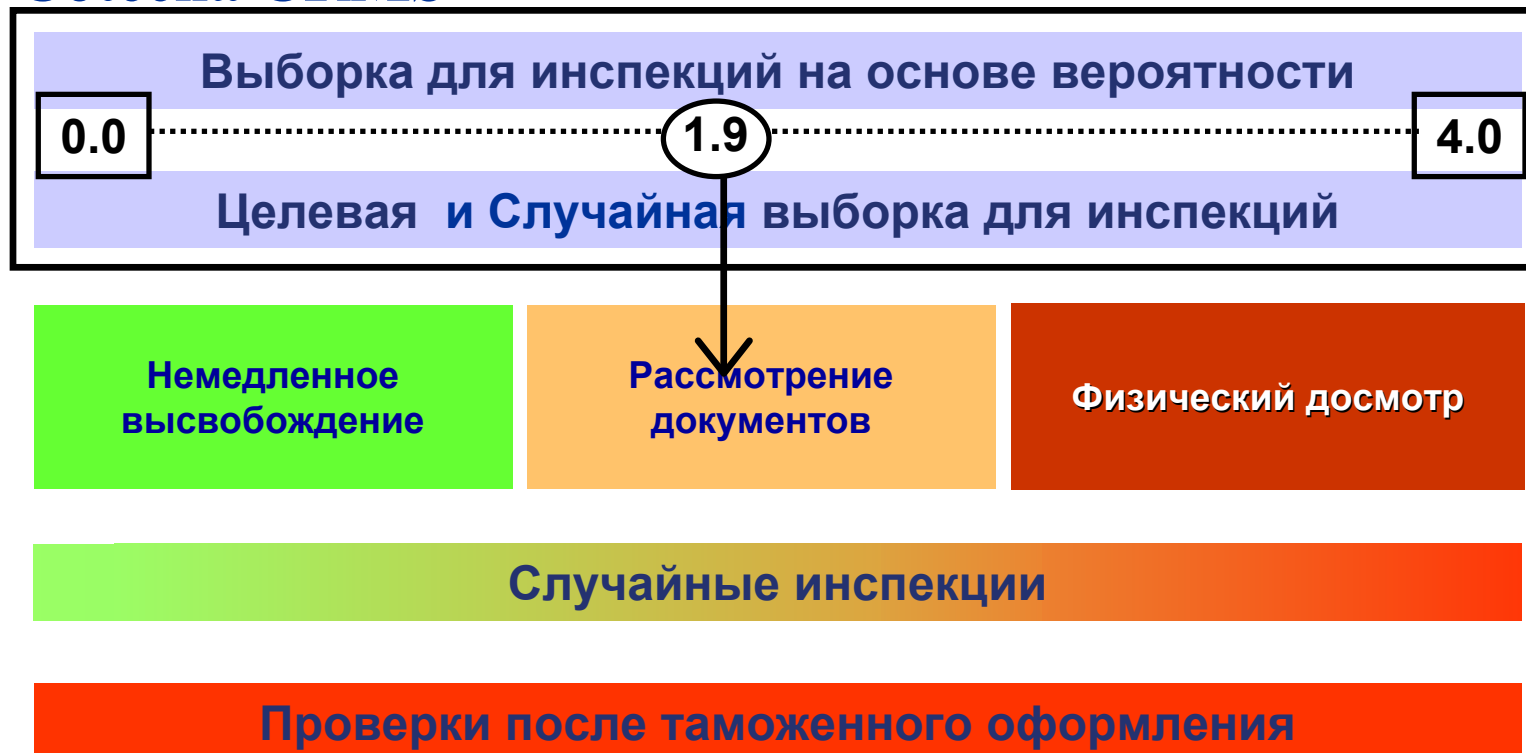 Выборка для инспекций на основе вероятности
0.0 1.9 4.0
Целевая и Случайная выборка для инспекций
Немедленное
высвобождение
Рассмотрение
документов
Физический досмотр
Случайные инспекции
Проверки после таможенного оформления